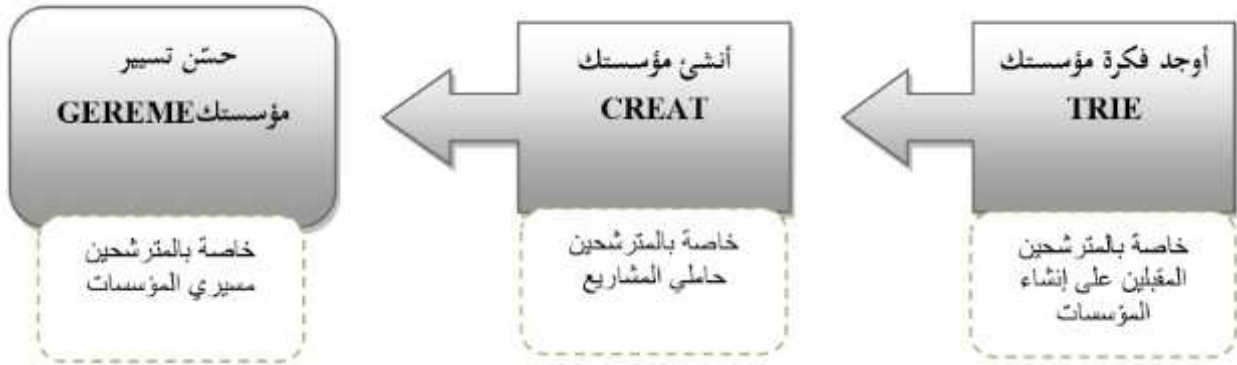 أوجد فكرة مؤسستك
TRIE
خاصة بالمترشحين
المقبلين على إنشاء
المؤسسات
أنشئ مؤسستك
CREAT
خاصة بالمترشحين
حاملي المشاريع
حسّن تسيير
مؤسستكGEREME
خاصة بالمترشحين
مسيري المؤسسات